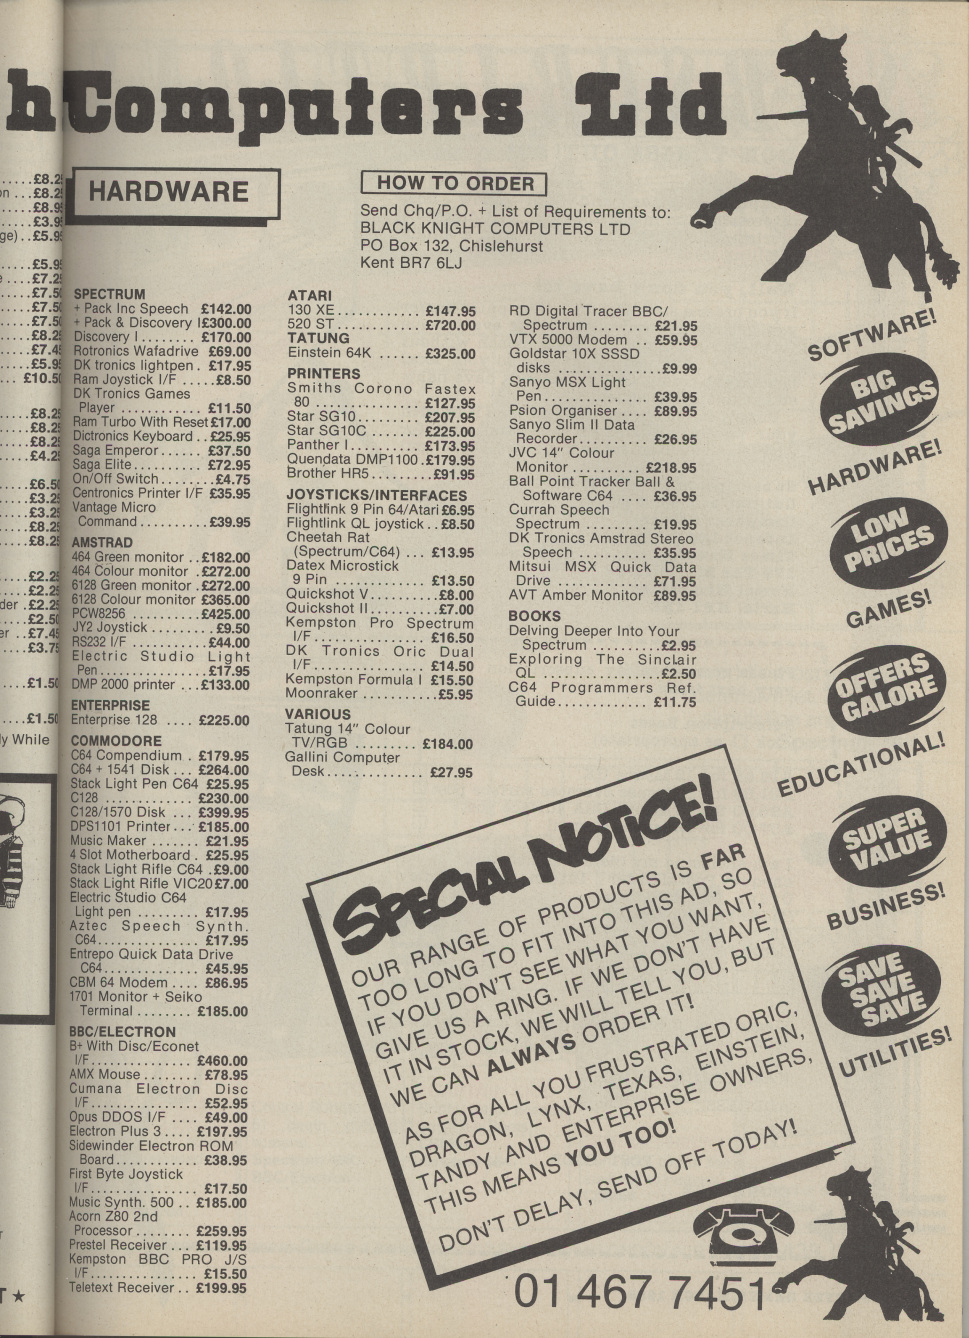 h Computers Ltd
HARDWARE
HOW TO ORDER
Send Chq/P.O. + List of Requirements to:
BLACK KNIGHT COMPUTERS LTD
PO Box 132, Chislehurst
Kent BR7 6LJ
SPECTRUM
+ Pack Inc Speech £142.00
+ Pack & Discovery I £300.00
Discovery I ........ £170.00
Rotronics Wafadrive £69.00
DK tronics lightpen. £17.95
Ram Joystick I/F ..... £8.50
DK Tronics Games
Player ............ £11.50
Ram Turbo With Reset £17.00
Dictronics Keyboard .. £25.95
Saga Emperor ...... £37.50
Saga Elite .......... £72.95
On/Off Switch ........ £4.75
Centronics Printer I/F £35.95
Vantage Micro
Command .......... £39.95
AMSTRAD
464 Green monitor .. £182.00
464 Colour monitor . £272.00
6128 Green monitor . £272.00
6128 Colour monitor £365.00
PCW8256 .......... £425.00
JY2 Joystick ......... £9.50
RS232 I/F .......... £44.00
Electric Studio Light
Pen ................ £17.95
DMP 2000 printer ... £133.00
ENTERPRISE
Enterprise 128 .... £225.00
COMMODORE
C64 Compendium . £179.95
C64 + 1541 Disk ... £264.00
Stack Light Pen C64 £25.95
C128 ............ £230.00
C128/1570 Disk ... £399.95
DPS1101 Printer ... £185.00
Music Maker ....... £21.95
4 Slot Motherboard . £25.95
Stack Light Rifle C64 . £9.00
Stack Light Rifle VIC20 £7.00
Electric Studio C64
Light pen ......... £17.95
Aztec Speech Synth.
C64 .............. £17.95
Entrepo Quick Data Drive
C64 ............. £45.95
CBM 64 Modem .... £86.95
1701 Monitor + Seiko
Terminal ......... £185.00
BBC/ELECTRON
B+ With Disc/Econet
I/F .............. £460.00
AMX Mouse ........ £78.95
Cumana Electron Disc
I/F ............... £52.95
Opus DDOS I/F .... £49.00
Electron Plus 3 .... £197.95
Sidewinder Electron ROM
Board ........... £38.95
First Byte Joystick
I/F ................ £17.50
Music Synth. 500 .. £185.00
Acorn Z80 2nd
Processor ........ £259.95
Prestel Receiver ... £119.95
Kempston BBC PRO J/S
I/F ................ £15.50
Teletext Receiver .. £199.95
ATARI
130 XE ............ £147.95
520 ST ............ £720.00
TATUNG
Einstein 64K ...... £325.00
PRINTERS
Smiths Corono Fastex
80 .............. £127.95
Star SG10 .......... £207.95
Star SG10C ........ £225.00
Panther I .......... £173.95
Quendata DMP1100 . £179.95
Brother HR5 ........ £91.95
JOYSTICKS/INTERFACES
Flightlink 9 Pin 64/Atari £6.95
Flightlink QL joystick .. £8.50
Cheetah Rat
(Spectrum/C64) ... £13.95
Datex Microstick
9 Pin ............ £13.50
Quickshot V ......... £8.00
Quickshot II ......... £7.00
Kempston Pro Spectrum
I/F ............... £16.50
DK Tronics Oric Dual
I/F ............... £14.50
Kempston Formula I £15.50
Moonraker .......... £5.95
VARIOUS
Tatung 14" Colour
TV/RGB ......... £184.00
Gallini Computer
Desk ............. £27.95
RD Digital Tracer BBC/
Spectrum ........ £21.95
VTX 5000 Modem .. £59.95
Goldstar 10X SSSD
disks .............. £9.99
Sanyo MSX Light
Pen .............. £39.95
Psion Organiser .... £89.95
Sanyo Slim II Data
Recorder .......... £26.95
JVC 14" Colour
Monitor .......... £218.95
Ball Point Tracker Ball &
Software C64 .... £36.95
Currah Speech
Spectrum ......... £19.95
DK Tronics Amstrad Stereo
Speech .......... £35.95
Mitsui MSX Quick Data
Drive ............ £71.95
AVT Amber Monitor £89.95
BOOKS
Delving Deeper Into Your
Spectrum .......... £2.95
Exploring The Sinclair
QL ................ £2.50
C64 Programmers Ref.
Guide ............ £11.75
SOFTWARE!
BIG
SAVINGS
HARDWARE!
LOW
PRICES
GAMES!
OFFERS
GALORE
EDUCATIONAL!
SUPER
VALUE
BUSINESS!
SAVE
SAVE
SAVE
UTILITIES!
SPECIAL NOTICE!
OUR RANGE OF PRODUCTS IS FAR
TOO LONG TO FIT INTO THIS AD, SO
IF YOU DON'T SEE WHAT YOU WANT,
GIVE US A RING. IF WE DON'T HAVE
IT IN STOCK, WE WILL TELL YOU, BUT
WE CAN ALWAYS ORDER IT!
AS FOR ALL YOU FRUSTRATED ORIC,
DRAGON, LYNX, TEXAS, EINSTEIN,
TANDY AND ENTERPRISE OWNERS,
THIS MEANS YOU TOO!
DON'T DELAY, SEND OFF TODAY!
01 467 7451